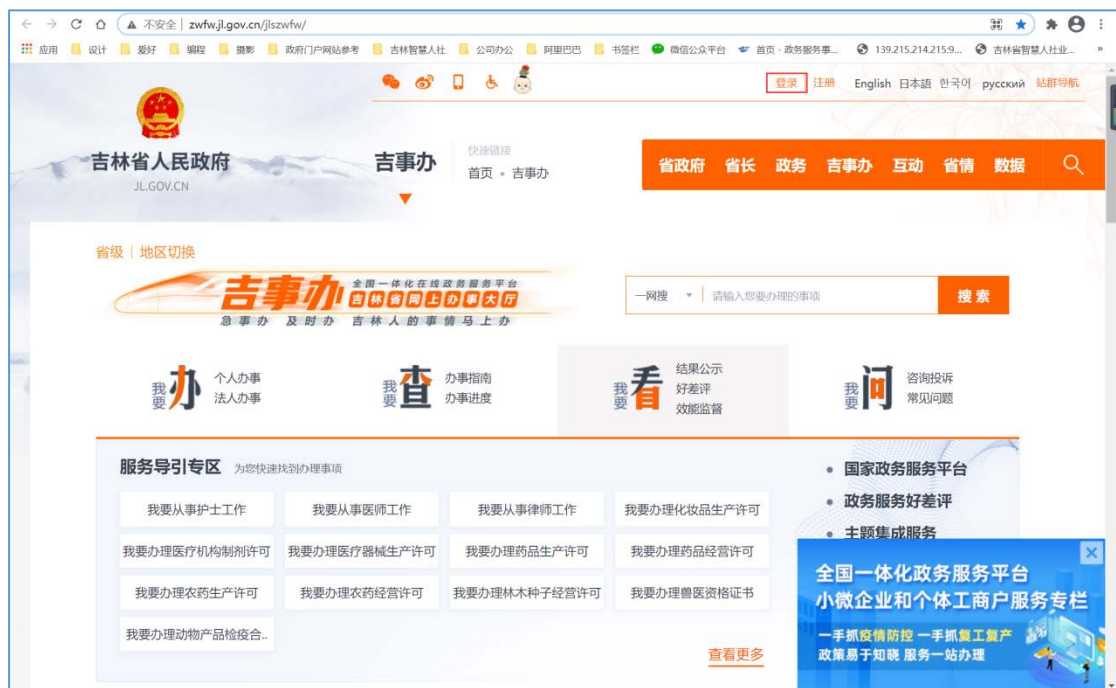 不安全 | zwfw.jl.gov.cn/jlszwfw/
应用 设计 爱好 编程 摄影 政府门户网站参考 吉林智慧人社 公司办公 阿里巴巴 书签栏 微信公众平台 首页 - 政务服务事... 139.215.214.215:9... 吉林省智慧人社业... »
登录 注册 English 日本語 한국어 русский 站群导航
吉林省人民政府
JL.GOV.CN
吉事办
快速链接
首页 吉事办
省政府 省长 政务 吉事办 互动 省情 数据
省级 | 地区切换
吉事办
全国一体化在线政务服务平台
吉林省网上办事大厅
急事办 及时办 吉林人的事情马上办
一网搜 请输入您要办理的事项 搜索
我要办 个人办事 法人办事
我要查 办事指南 办事进度
我要看 结果公示 好差评 效能监督
我要问 咨询投诉 常见问题
服务导引专区 为您快速找到办理事项
我要从事护士工作 我要从事医师工作 我要从事律师工作 我要办理化妆品生产许可
我要办理医疗机构制剂许可 我要办理医疗器械生产许可 我要办理药品生产许可 我要办理药品经营许可
我要办理农药生产许可 我要办理农药经营许可 我要办理林木种子经营许可 我要办理兽医资格证书
我要办理动物产品检疫合..
查看更多
国家政务服务平台
政务服务好差评
主题集成服务
全国一体化政务服务平台
小微企业和个体工商户服务专栏
一手抓疫情防控 一手抓复工复产
政策易于知晓 服务一站办理